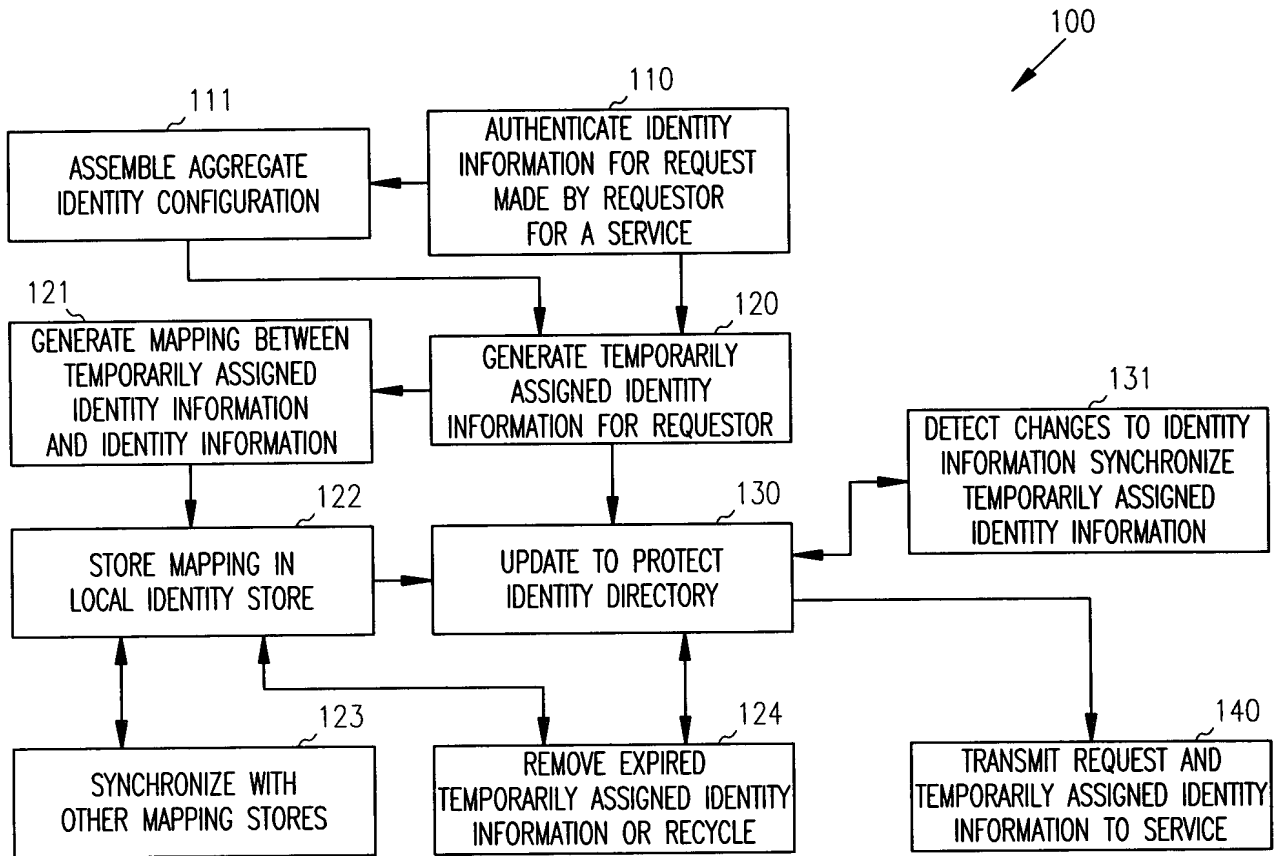 100
110
AUTHENTICATE IDENTITY
INFORMATION FOR REQUEST
MADE BY REQUESTOR
FOR A SERVICE
111
ASSEMBLE AGGREGATE
IDENTITY CONFIGURATION
120
GENERATE TEMPORARILY
ASSIGNED IDENTITY
INFORMATION FOR REQUESTOR
121
GENERATE MAPPING BETWEEN
TEMPORARILY ASSIGNED
IDENTITY INFORMATION
AND IDENTITY INFORMATION
122
STORE MAPPING IN
LOCAL IDENTITY STORE
130
UPDATE TO PROTECT
IDENTITY DIRECTORY
131
DETECT CHANGES TO IDENTITY
INFORMATION SYNCHRONIZE
TEMPORARILY ASSIGNED
IDENTITY INFORMATION
123
SYNCHRONIZE WITH
OTHER MAPPING STORES
124
REMOVE EXPIRED
TEMPORARILY ASSIGNED IDENTITY
INFORMATION OR RECYCLE
140
TRANSMIT REQUEST AND
TEMPORARILY ASSIGNED IDENTITY
INFORMATION TO SERVICE